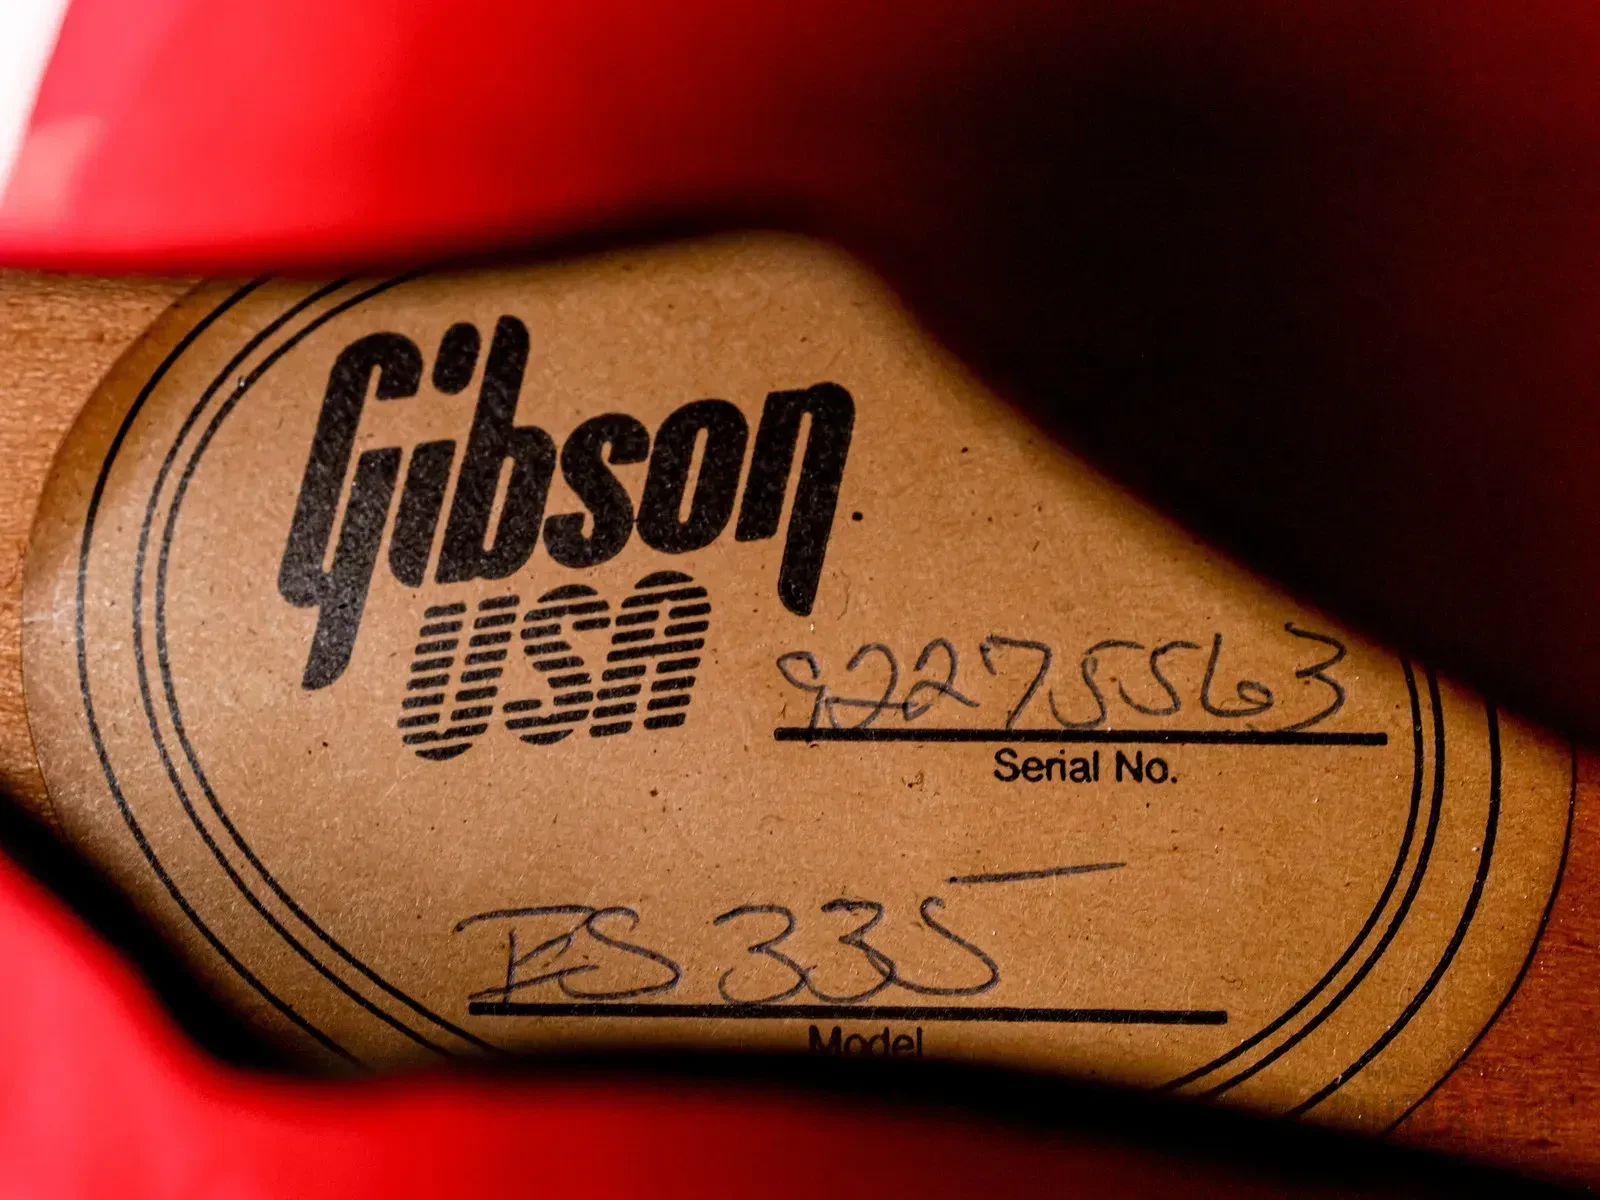 Gibson
USA
92275563
Serial No.
ES 335
Model